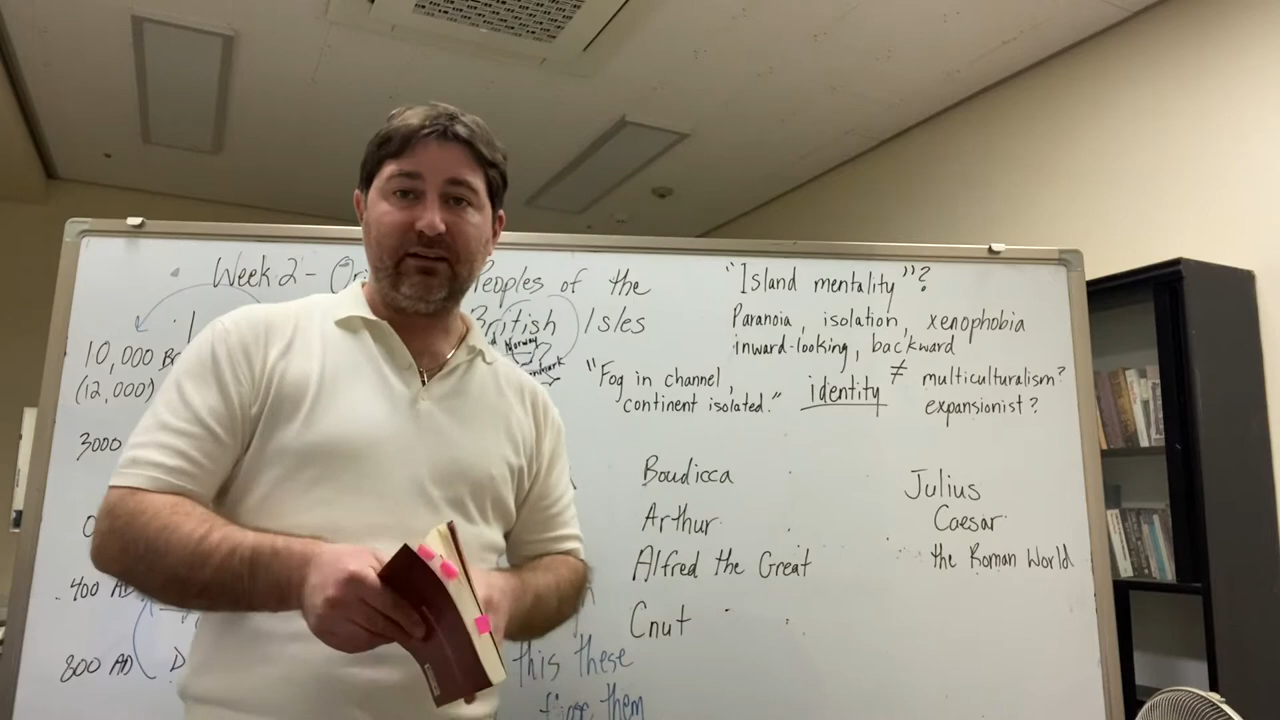 Week 2 - Peoples of the
British Isles
10,000
(12,000)
3000
400 AD
800 AD
Norway
"Island mentality"?
Paranoia, isolation, xenophobia
inward-looking, backward
"Fog in channel,
continent isolated."
identity ≠ multiculturalism?
expansionist?
Boudicca
Arthur
Alfred the Great
Cnut
Julius
Caesar
the Roman World
this these
them